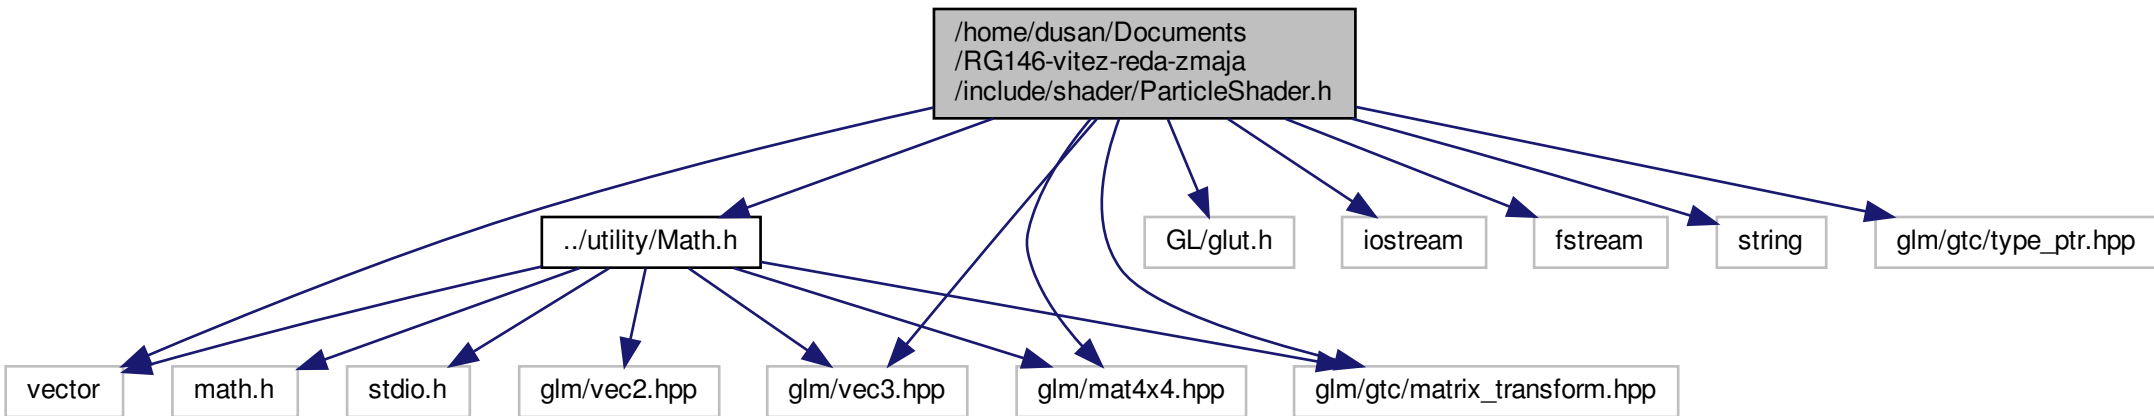 /home/dusan/Documents
/RG146-vitez-reda-zmaja
/include/shader/ParticleShader.h
../utility/Math.h
GL/glut.h
iostream
fstream
string
glm/gtc/type_ptr.hpp
vector
math.h
stdio.h
glm/vec2.hpp
glm/vec3.hpp
glm/mat4x4.hpp
glm/gtc/matrix_transform.hpp